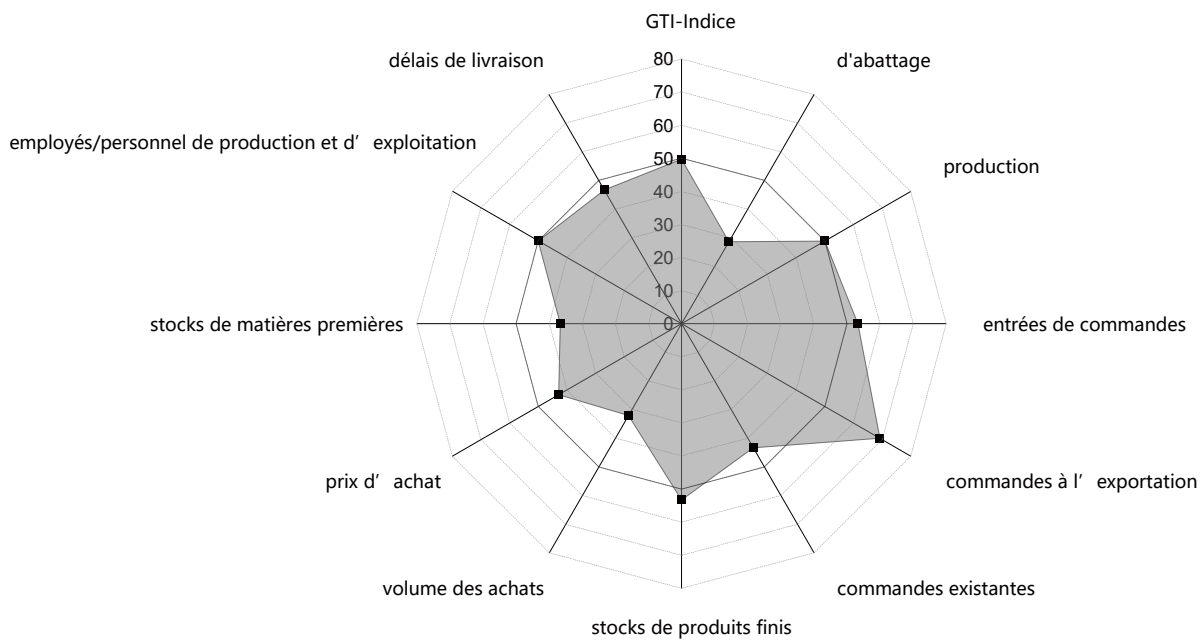 GTI-Indice
délais de livraison
d'abattage
employés/personnel de production et d’ exploitation
production
80
70
60
50
40
30
20
10
0
stocks de matières premières
entrées de commandes
prix d’ achat
commandes à l’ exportation
volume des achats
commandes existantes
stocks de produits finis